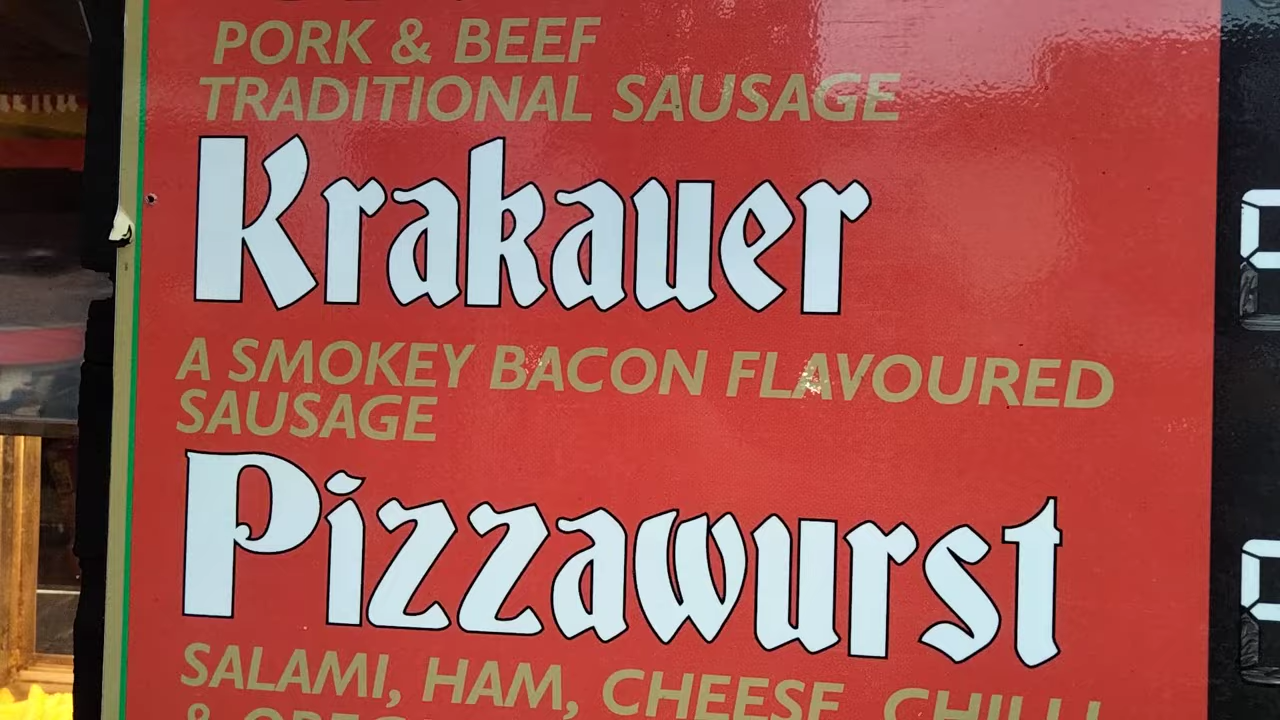 PORK & BEEF
TRADITIONAL SAUSAGE
Krakauer
A SMOKEY BACON FLAVOURED
SAUSAGE
Pizzawurst
SALAMI, HAM, CHEESE, CHILLI
&